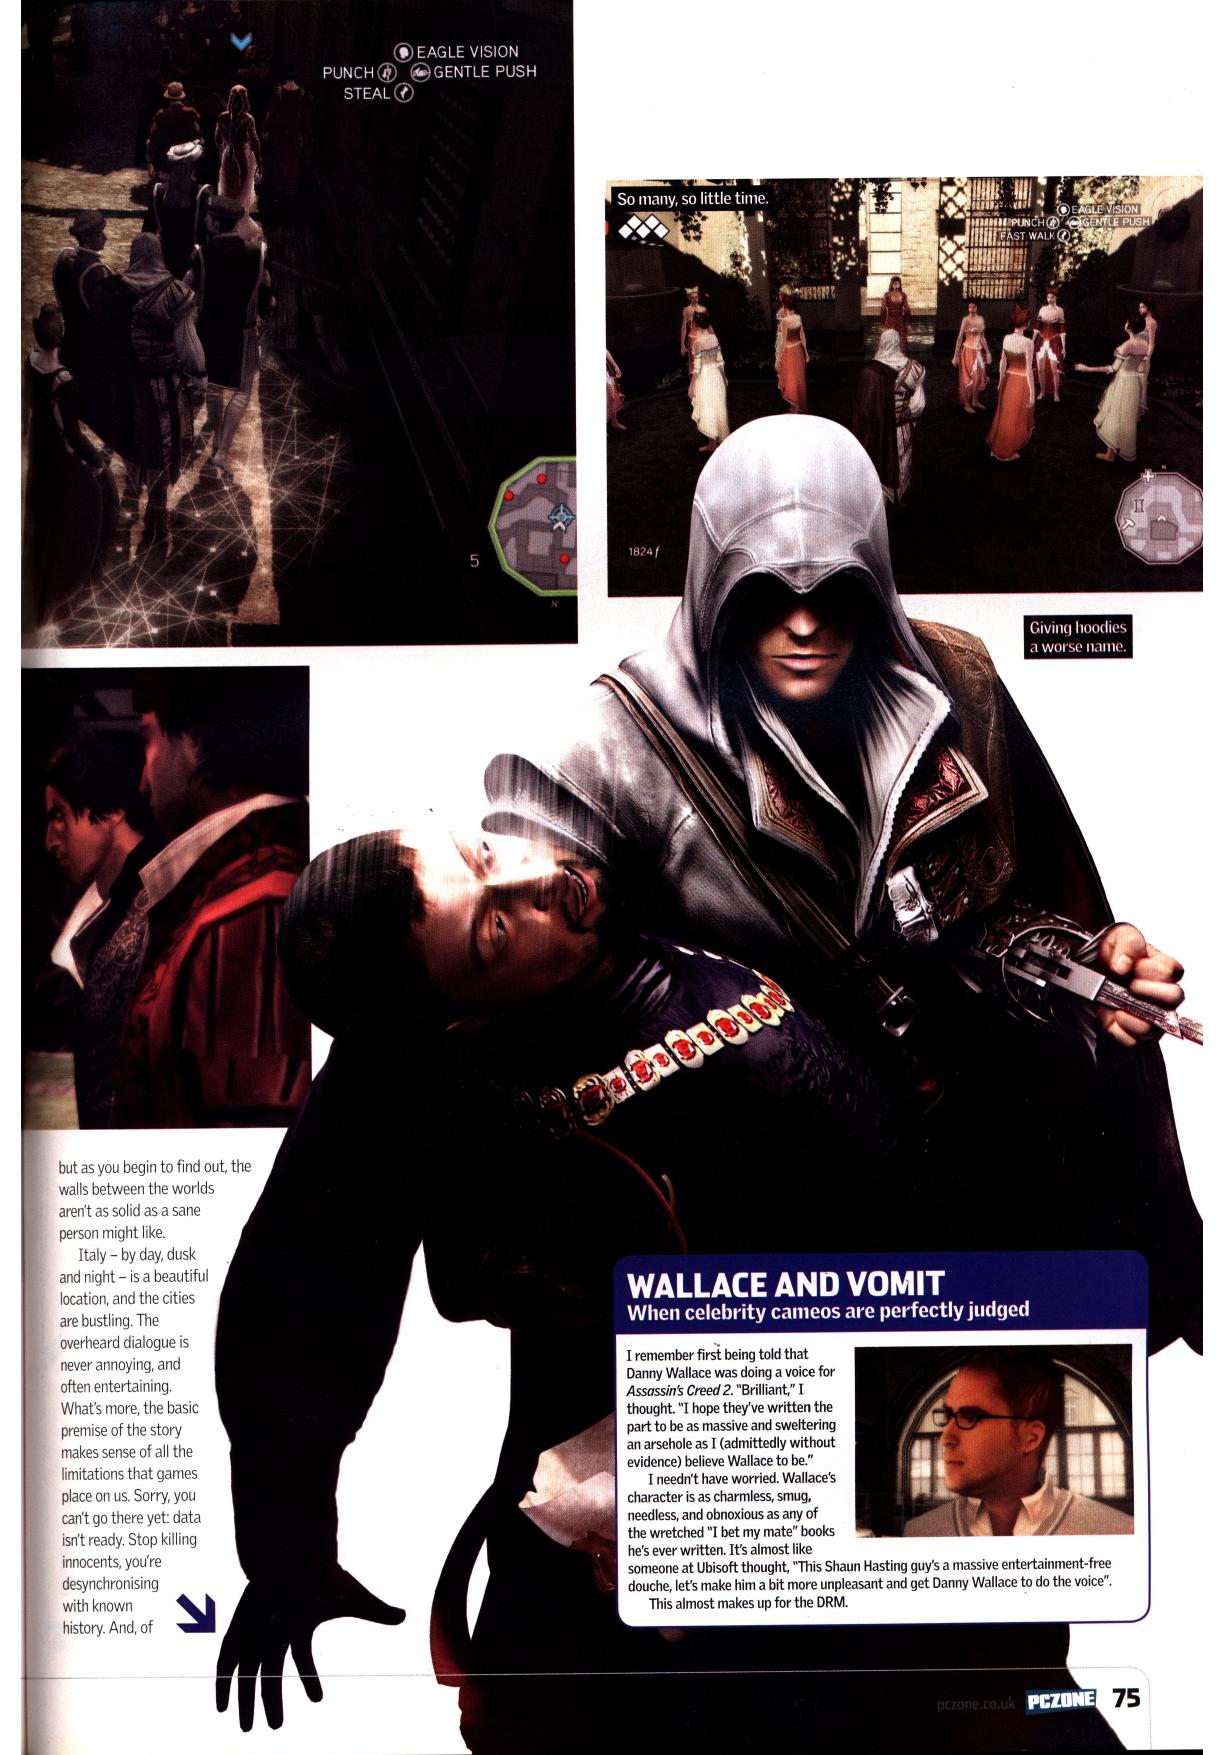 EAGLE VISION
PUNCH GENTLE PUSH
STEAL
5
N
So many, so little time.
EAGLE VISION
PUNCH GENTLE PUSH
FAST WALK
1824 f
N
Giving hoodies
a worse name.
but as you begin to find out, the
walls between the worlds
aren't as solid as a sane
person might like.
Italy – by day, dusk
and night – is a beautiful
location, and the cities
are bustling. The
overheard dialogue is
never annoying, and
often entertaining.
What's more, the basic
premise of the story
makes sense of all the
limitations that games
place on us. Sorry, you
can't go there yet: data
isn't ready. Stop killing
innocents, you're
desynchronising
with known
history. And, of
WALLACE AND VOMIT
When celebrity cameos are perfectly judged
I remember first being told that
Danny Wallace was doing a voice for
Assassin's Creed 2. "Brilliant," I
thought. "I hope they've written the
part to be as massive and sweltering
an arsehole as I (admittedly without
evidence) believe Wallace to be."
I needn't have worried. Wallace's
character is as charmless, smug,
needless, and obnoxious as any of
the wretched "I bet my mate" books
he's ever written. It's almost like
someone at Ubisoft thought, "This Shaun Hasting guy's a massive entertainment-free
douche, let's make him a bit more unpleasant and get Danny Wallace to do the voice".
This almost makes up for the DRM.
pczone.co.uk PCZONE 75